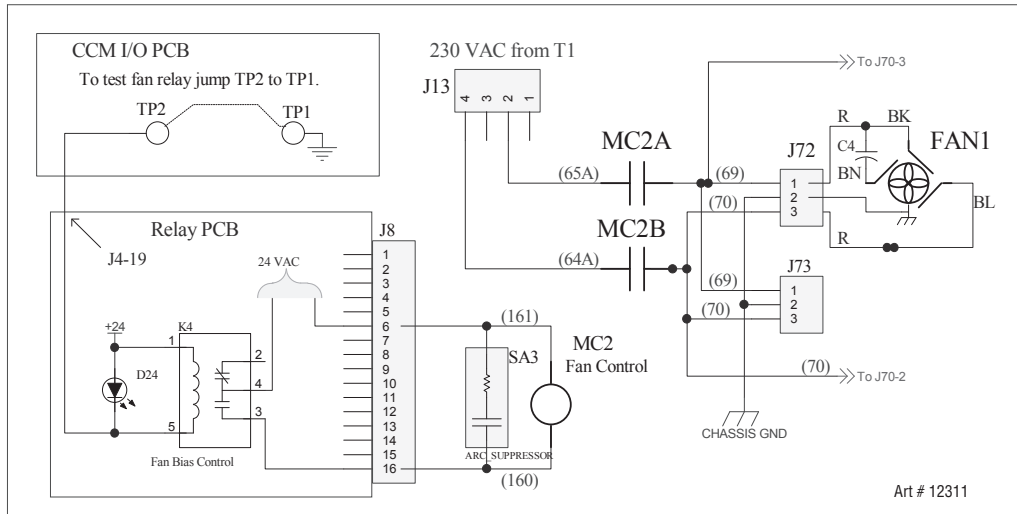 CCM I/O PCB
To test fan relay jump TP2 to TP1.
TP2
TP1
230 VAC from T1
J13
4
3
2
1
To J70-3
MC2A
(65A)
(69)
J72
1
2
3
R
BK
C4
BN
FAN1
BL
R
(70)
MC2B
(64A)
J73
(69)
1
2
(70)
3
(70)
To J70-2
CHASSIS GND
Relay PCB
J4-19
J8
24 VAC
1
2
3
4
5
6
7
8
9
10
11
12
13
14
15
16
+24
K4
1
2
D24
4
3
5
Fan Bias Control
(161)
SA3
MC2
Fan Control
ARC_SUPPRESSOR
(160)
Art # 12311